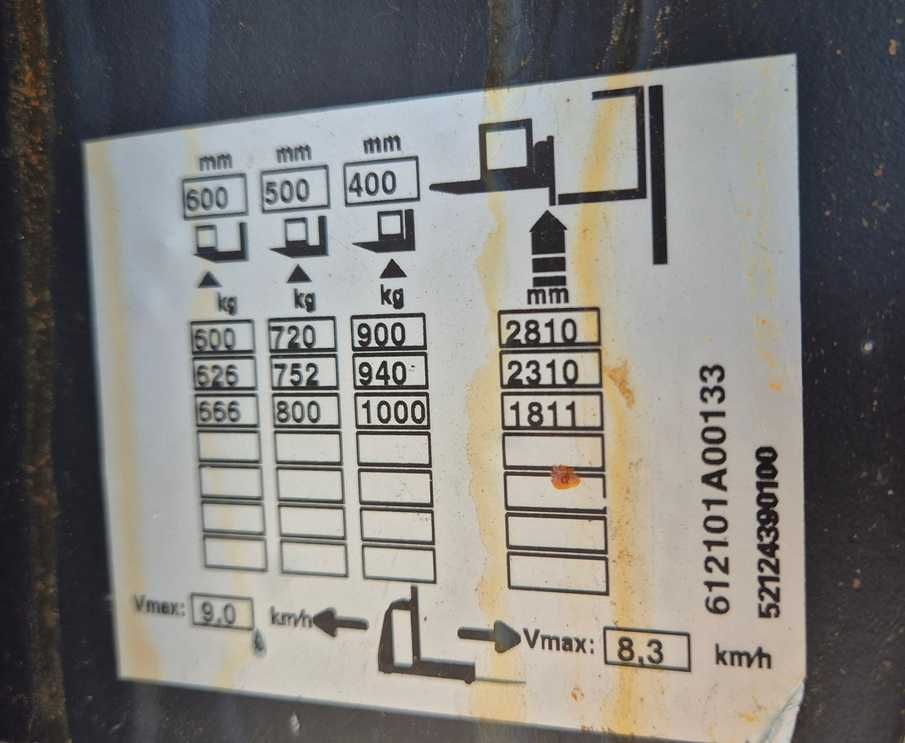 mm mm mm
600 500 400
kg kg kg mm
600 720 900 2810
626 752 940 2310
666 800 1000 1811
Vmax: 9,0 km/h
Vmax: 8,3 km/h
612101A00133
52124390100